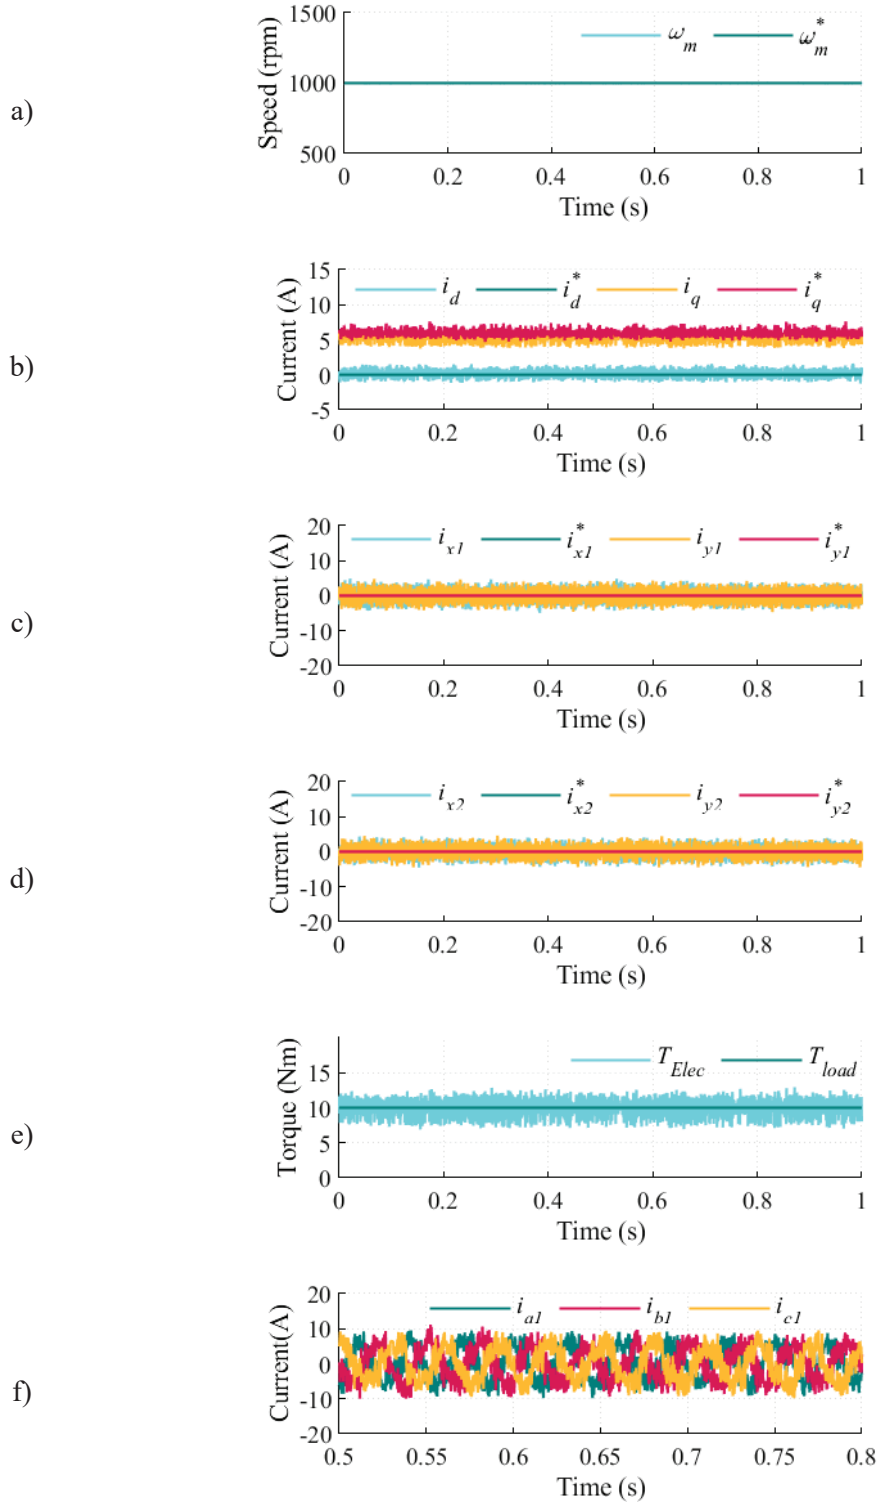 a)
Speed (rpm)
1500
1000
500
ω_m ω_m^*
0 0.2 0.4 0.6 0.8 1
Time (s)
b)
Current (A)
15
10
5
0
-5
i_d i_d^* i_q i_q^*
0 0.2 0.4 0.6 0.8 1
Time (s)
c)
Current (A)
20
10
0
-10
-20
i_x1 i_x1^* i_y1 i_y1^*
0 0.2 0.4 0.6 0.8 1
Time (s)
d)
Current (A)
20
10
0
-10
-20
i_x2 i_x2^* i_y2 i_y2^*
0 0.2 0.4 0.6 0.8 1
Time (s)
e)
Torque (Nm)
15
10
5
0
T_Elec T_load
0 0.2 0.4 0.6 0.8 1
Time (s)
f)
Current(A)
20
10
0
-10
-20
i_a1 i_b1 i_c1
0.5 0.55 0.6 0.65 0.7 0.75 0.8
Time (s)